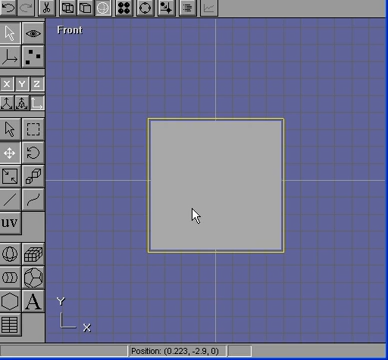 Front
X Y Z
uv
A
Y
X
Position: (0.223, -2.9, 0)